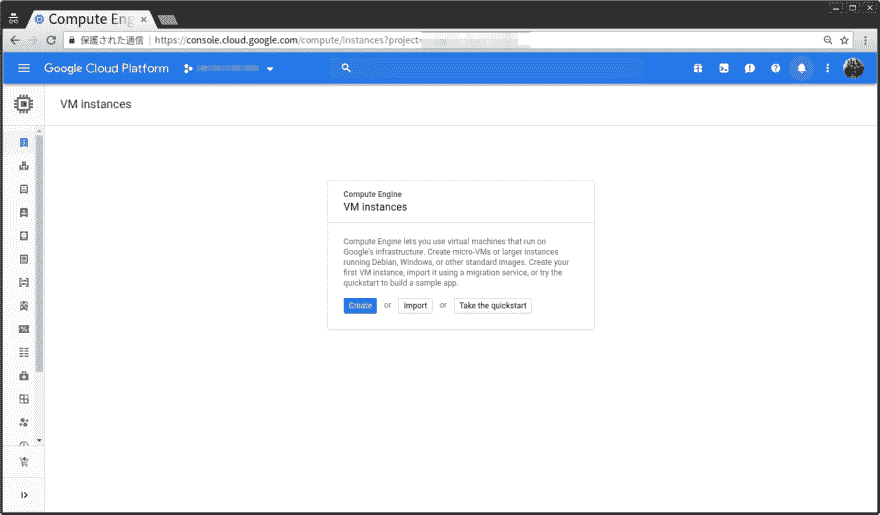 Compute Eng
保護された通信 | https://console.cloud.google.com/compute/instances?project=
Google Cloud Platform
VM instances
Compute Engine
VM instances
Compute Engine lets you use virtual machines that run on
Google's infrastructure. Create micro-VMs or larger instances
running Debian, Windows, or other standard images. Create your
first VM instance, import it using a migration service, or try the
quickstart to build a sample app.
Create or Import or Take the quickstart